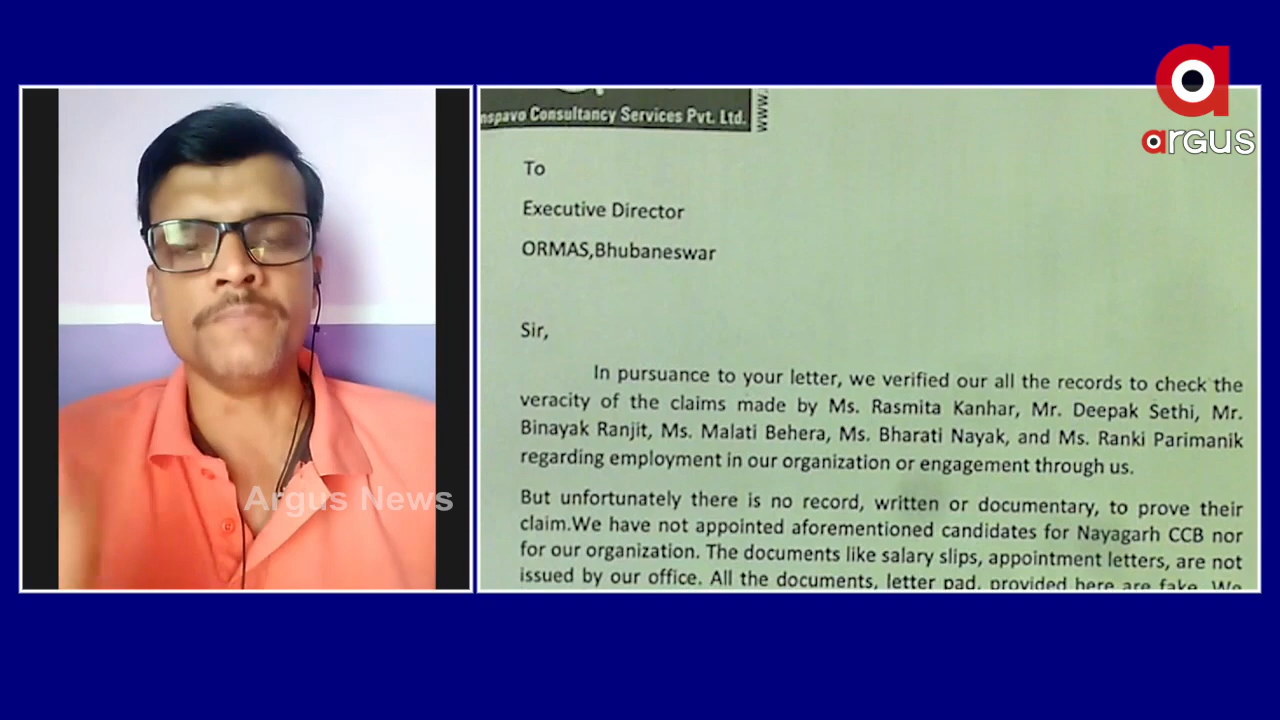 argus
Consultancy Services Pvt. Ltd.
www.
To
Executive Director
ORMAS,Bhubaneswar
Sir,
In pursuance to your letter, we verified our all the records to check the
veracity of the claims made by Ms. Rasmita Kanhar, Mr. Deepak Sethi, Mr.
Binayak Ranjit, Ms. Malati Behera, Ms. Bharati Nayak, and Ms. Ranki Parimanik
regarding employment in our organization or engagement through us.
But unfortunately there is no record, written or documentary, to prove their
claim.We have not appointed aforementioned candidates for Nayagarh CCB nor
for our organization. The documents like salary slips, appointment letters, are not
issued by our office. All the documents, letter pad, provided here are fake. We
Argus News